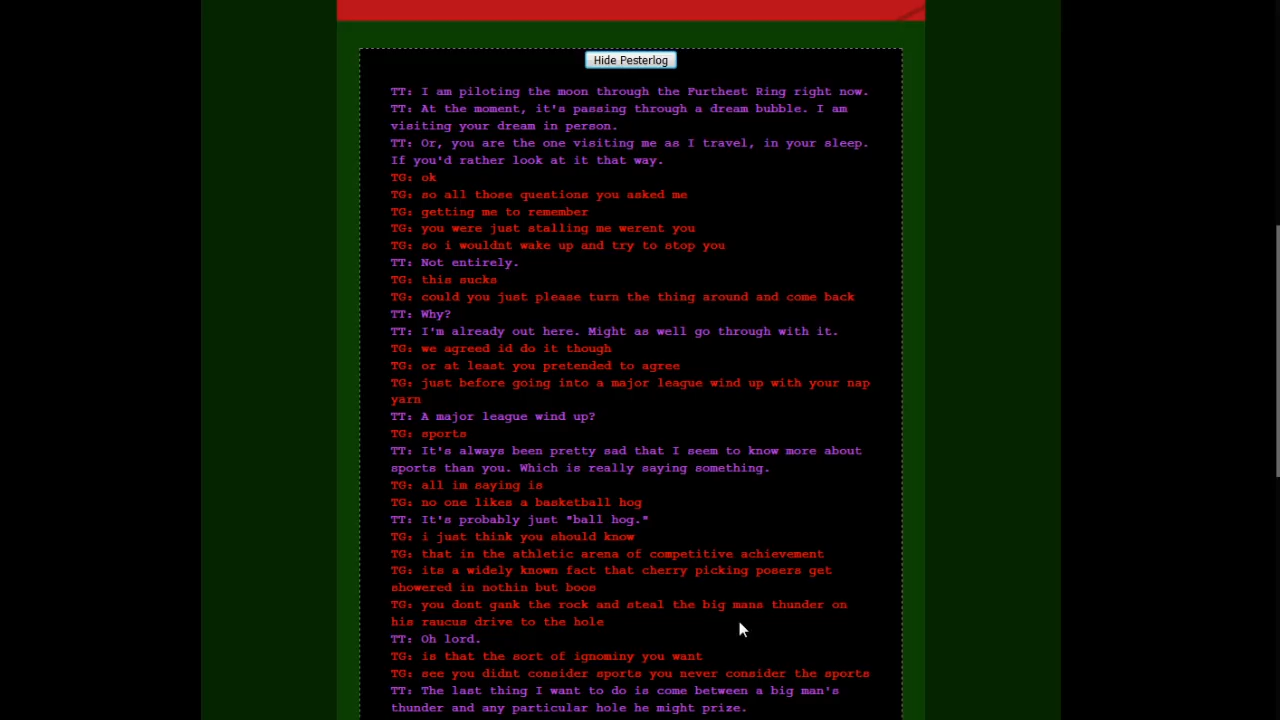 Hide Pesterlog
TT: I am piloting the moon through the Furthest Ring right now.
TT: At the moment, it's passing through a dream bubble. I am
visiting your dream in person.
TT: Or, you are the one visiting me as I travel, in your sleep.
If you'd rather look at it that way.
TG: ok
TG: so all those questions you asked me
TG: getting me to remember
TG: you were just stalling me werent you
TG: so i wouldnt wake up and try to stop you
TT: Not entirely.
TG: this sucks
TG: could you just please turn the thing around and come back
TT: Why?
TT: I'm already out here. Might as well go through with it.
TG: we agreed id do it though
TG: or at least you pretended to agree
TG: just before going into a major league wind up with your nap
yarn
TT: A major league wind up?
TG: sports
TT: It's always been pretty sad that I seem to know more about
sports than you. Which is really saying something.
TG: all im saying is
TG: no one likes a basketball hog
TT: It's probably just "ball hog."
TG: i just think you should know
TG: that in the athletic arena of competitive achievement
TG: its a widely known fact that cherry picking posers get
showered in nothin but boos
TG: you dont gank the rock and steal the big mans thunder on
his raucus drive to the hole
TT: Oh lord.
TG: is that the sort of ignominy you want
TG: see you didnt consider sports you never consider the sports
TT: The last thing I want to do is come between a big man's
thunder and any particular hole he might prize.